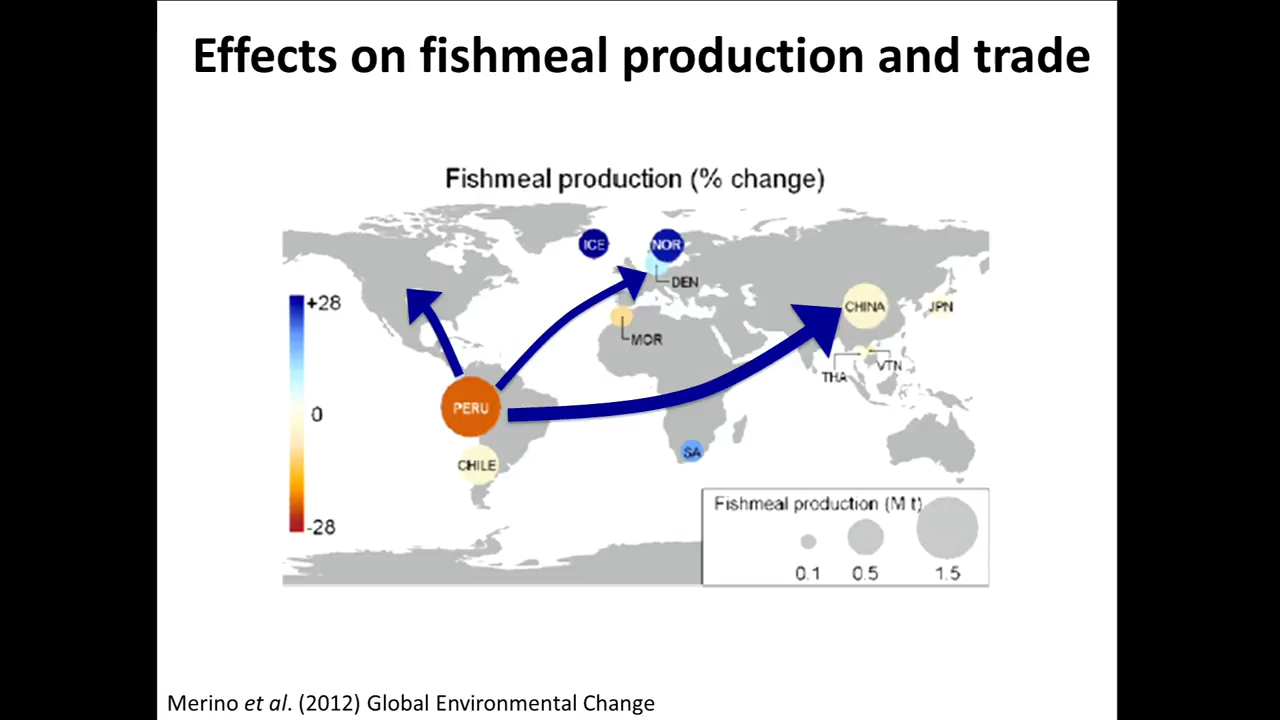 Effects on fishmeal production and trade
Fishmeal production (% change)
ICE
NOR
DEN
+28
CHINA
JPN
MOR
THA
VTN
PERU
0
CHILE
SA
Fishmeal production (M t)
-28
0.1
0.5
1.5
Merino et al. (2012) Global Environmental Change